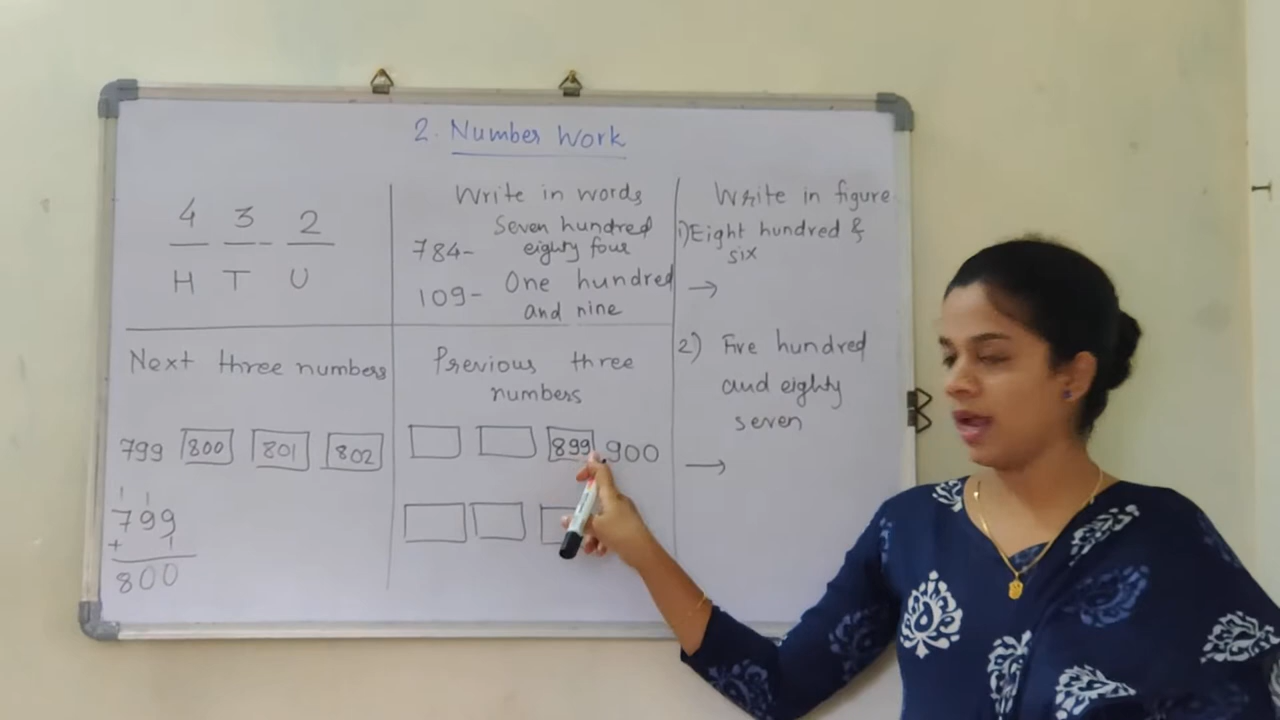 2. Number Work
4 3 2
H T U
Write in words
784- Seven hundred
eighty four
109- One hundred
and nine
Write in figure
1) Eight hundred &
six
→
2) Five hundred
and eighty
seven
→
Next three numbers
799 800 801 802
1 1
799
+ 1
800
Previous three
numbers
899 900